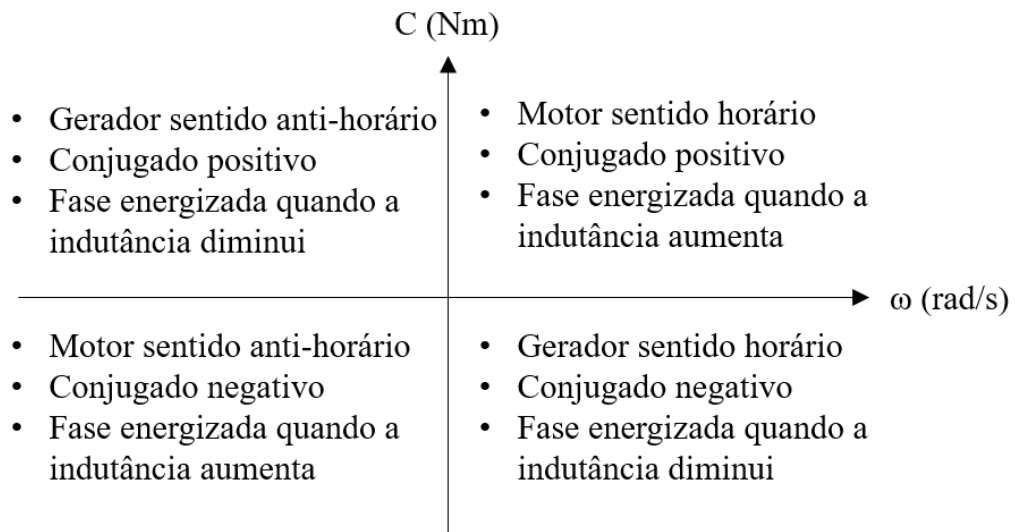 C (Nm)
• Gerador sentido anti-horário
• Conjugado positivo
• Fase energizada quando a
indutância diminui
• Motor sentido horário
• Conjugado positivo
• Fase energizada quando a
indutância aumenta
ω (rad/s)
• Motor sentido anti-horário
• Conjugado negativo
• Fase energizada quando a
indutância aumenta
• Gerador sentido horário
• Conjugado negativo
• Fase energizada quando a
indutância diminui